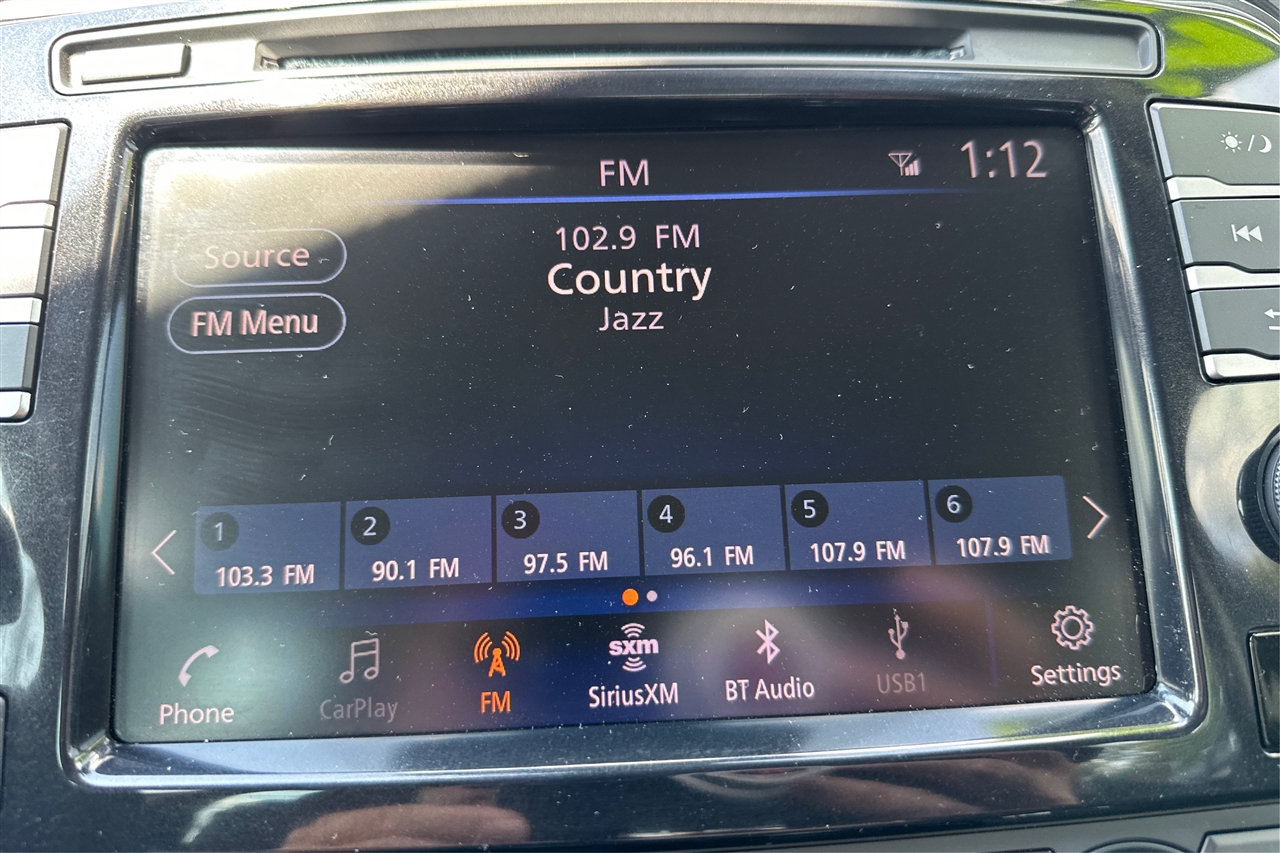 FM
1:12
102.9 FM
Country
Jazz
Source
FM Menu
1
103.3 FM
2
90.1 FM
3
97.5 FM
4
96.1 FM
5
107.9 FM
6
107.9 FM
Phone
CarPlay
FM
sxm
SiriusXM
BT Audio
USB1
Settings